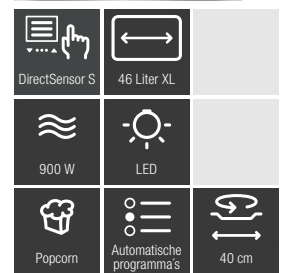 DirectSensor S
46 Liter XL
900 W
LED
Popcorn
Automatische
programma´s
40 cm